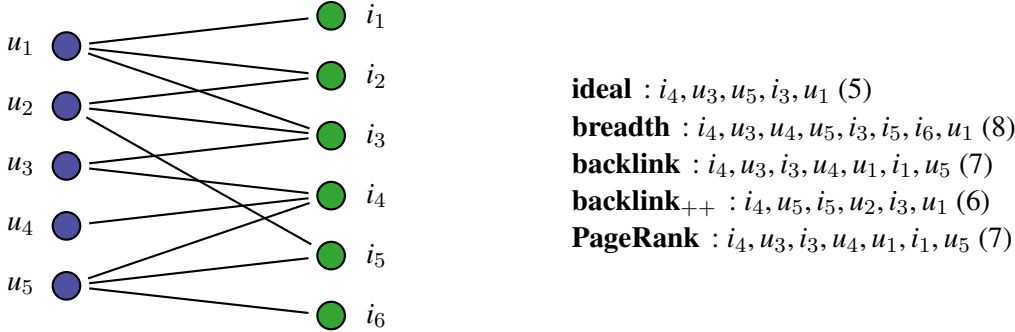 u₁
u₂
u₃
u₄
u₅
i₁
i₂
i₃
i₄
i₅
i₆
ideal : i₄, u₃, u₅, i₃, u₁ (5)
breadth : i₄, u₃, u₄, u₅, i₃, i₅, i₆, u₁ (8)
backlink : i₄, u₃, i₃, u₄, u₁, i₁, u₅ (7)
backlink₊₊ : i₄, u₅, i₅, u₂, i₃, u₁ (6)
PageRank : i₄, u₃, i₃, u₄, u₁, i₁, u₅ (7)